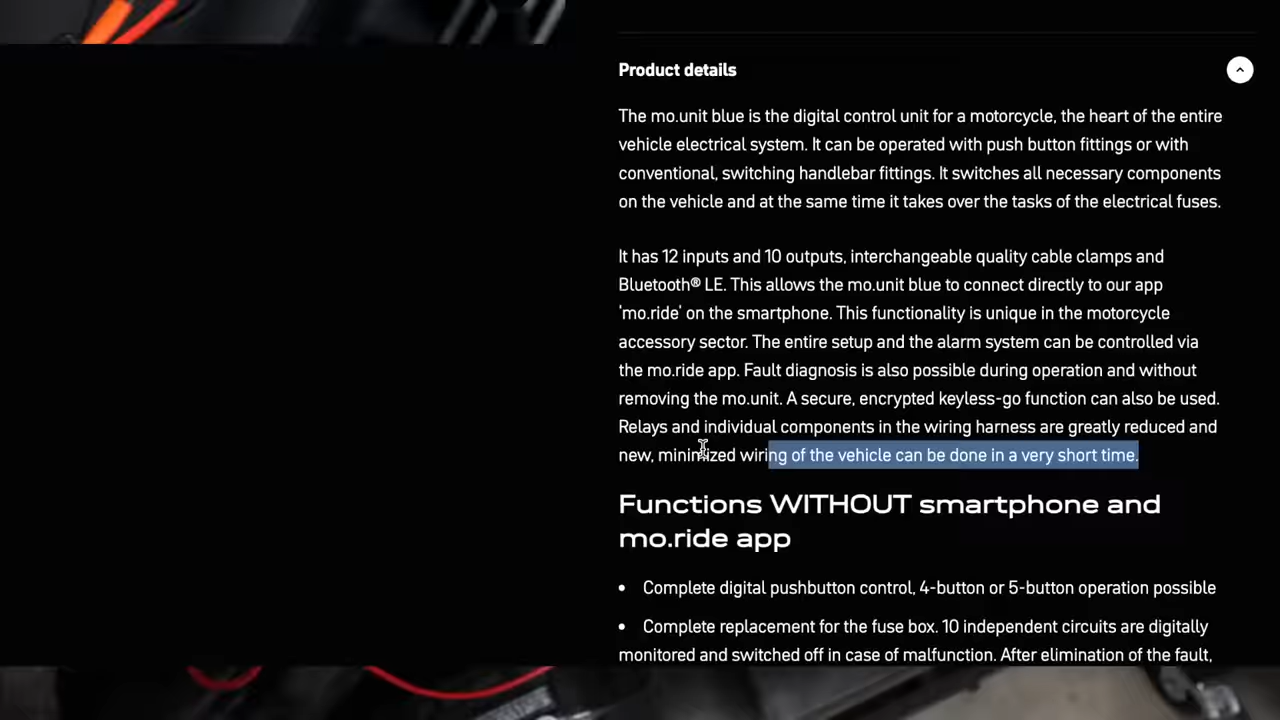 Product details
The mo.unit blue is the digital control unit for a motorcycle, the heart of the entire
vehicle electrical system. It can be operated with push button fittings or with
conventional, switching handlebar fittings. It switches all necessary components
on the vehicle and at the same time it takes over the tasks of the electrical fuses.
It has 12 inputs and 10 outputs, interchangeable quality cable clamps and
Bluetooth® LE. This allows the mo.unit blue to connect directly to our app
'mo.ride' on the smartphone. This functionality is unique in the motorcycle
accessory sector. The entire setup and the alarm system can be controlled via
the mo.ride app. Fault diagnosis is also possible during operation and without
removing the mo.unit. A secure, encrypted keyless-go function can also be used.
Relays and individual components in the wiring harness are greatly reduced and
new, minimized wiring of the vehicle can be done in a very short time.
Functions WITHOUT smartphone and
mo.ride app
• Complete digital pushbutton control, 4-button or 5-button operation possible
• Complete replacement for the fuse box. 10 independent circuits are digitally
monitored and switched off in case of malfunction. After elimination of the fault,